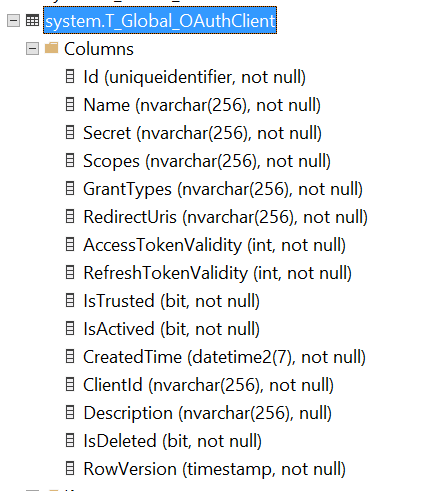 system.T_Global_OAuthClient
Columns
Id (uniqueidentifier, not null)
Name (nvarchar(256), not null)
Secret (nvarchar(256), not null)
Scopes (nvarchar(256), not null)
GrantTypes (nvarchar(256), not null)
RedirectUris (nvarchar(256), not null)
AccessTokenValidity (int, not null)
RefreshTokenValidity (int, not null)
IsTrusted (bit, not null)
IsActived (bit, not null)
CreatedTime (datetime2(7), not null)
ClientId (nvarchar(256), not null)
Description (nvarchar(256), null)
IsDeleted (bit, not null)
RowVersion (timestamp, not null)